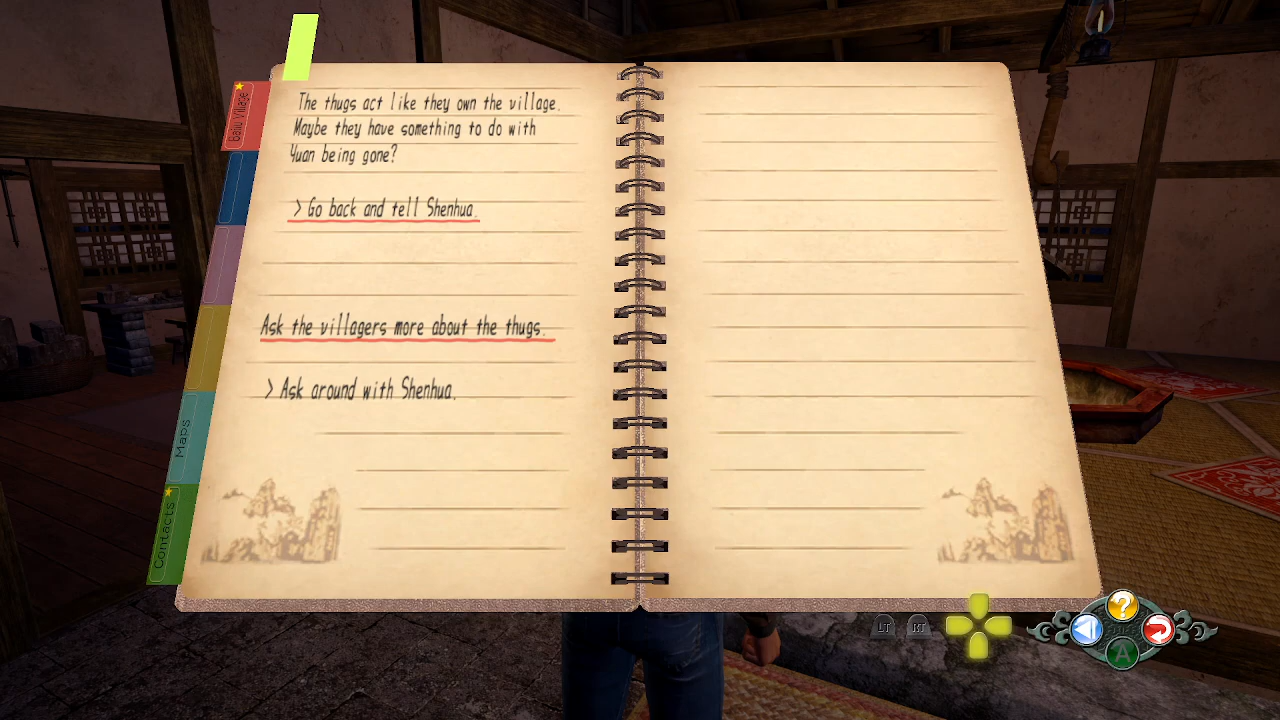 The thugs act like they own the village.
Maybe they have something to do with
Yuan being gone?
> Go back and tell Shenhua.
Ask the villagers more about the thugs.
> Ask around with Shenhua.
Bailu Village
Maps
Contacts
LT RT
?
A